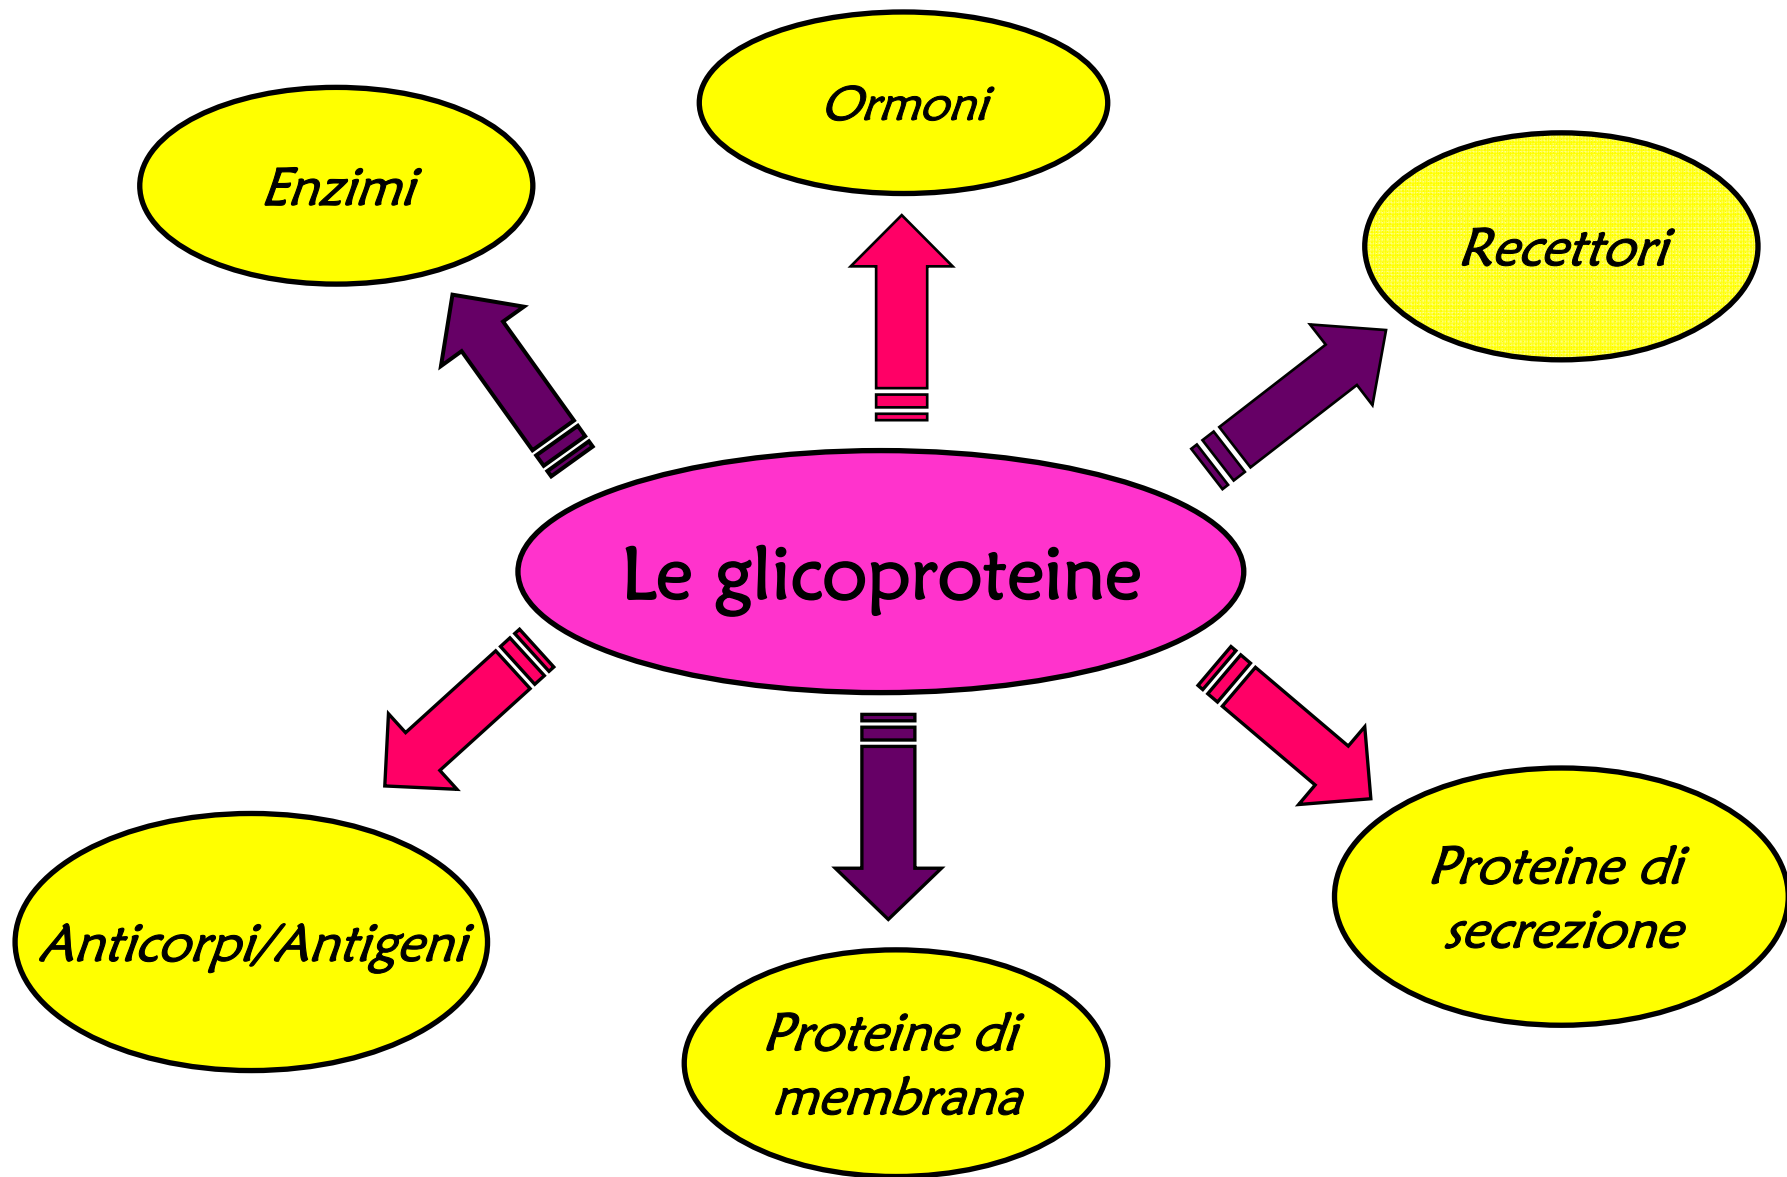 Ormoni
Enzimi
Recettori
Le glicoproteine
Proteine di
secrezione
Anticorpi/Antigeni
Proteine di
membrana